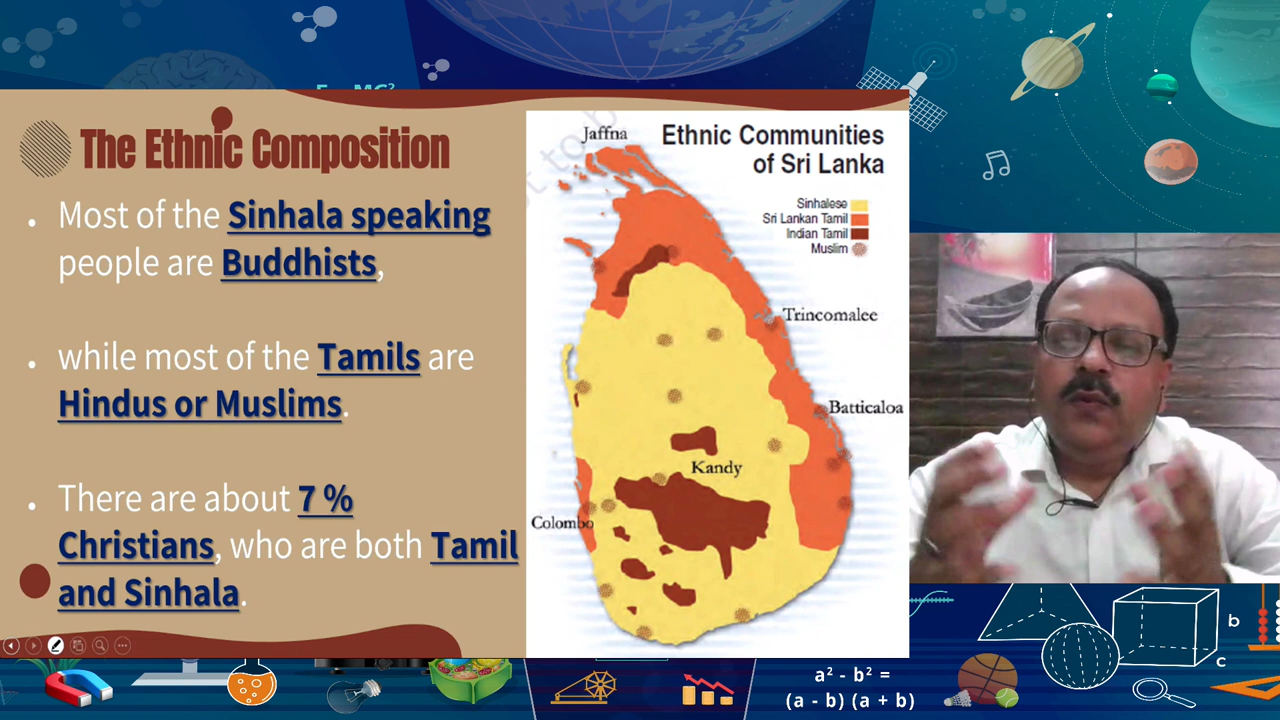 E= MC²
The Ethnic Composition
• Most of the Sinhala speaking
people are Buddhists,
• while most of the Tamils are
Hindus or Muslims.
• There are about 7 %
Christians, who are both Tamil
and Sinhala.
Ethnic Communities
of Sri Lanka
Sinhalese
Sri Lankan Tamil
Indian Tamil
Muslim
Jaffna
Trincomalee
Batticaloa
Kandy
Colombo
b
c
a² - b² =
(a - b) (a + b)